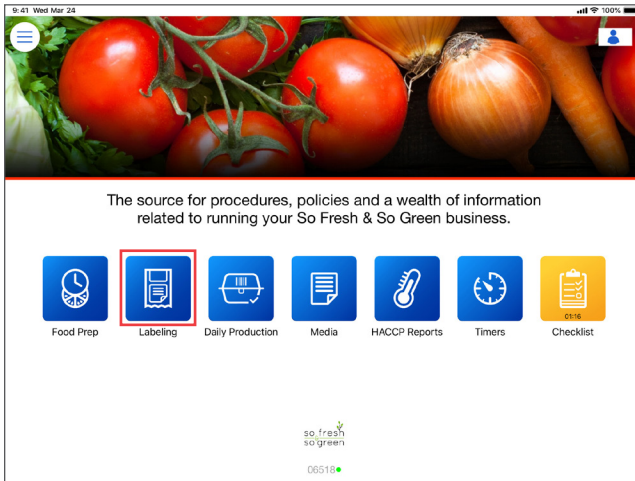 9:41 Wed Mar 24
100%
The source for procedures, policies and a wealth of information
related to running your So Fresh & So Green business.
01:16
Food Prep
Labeling
Daily Production
Media
HACCP Reports
Timers
Checklist
so fresh
so green
06518